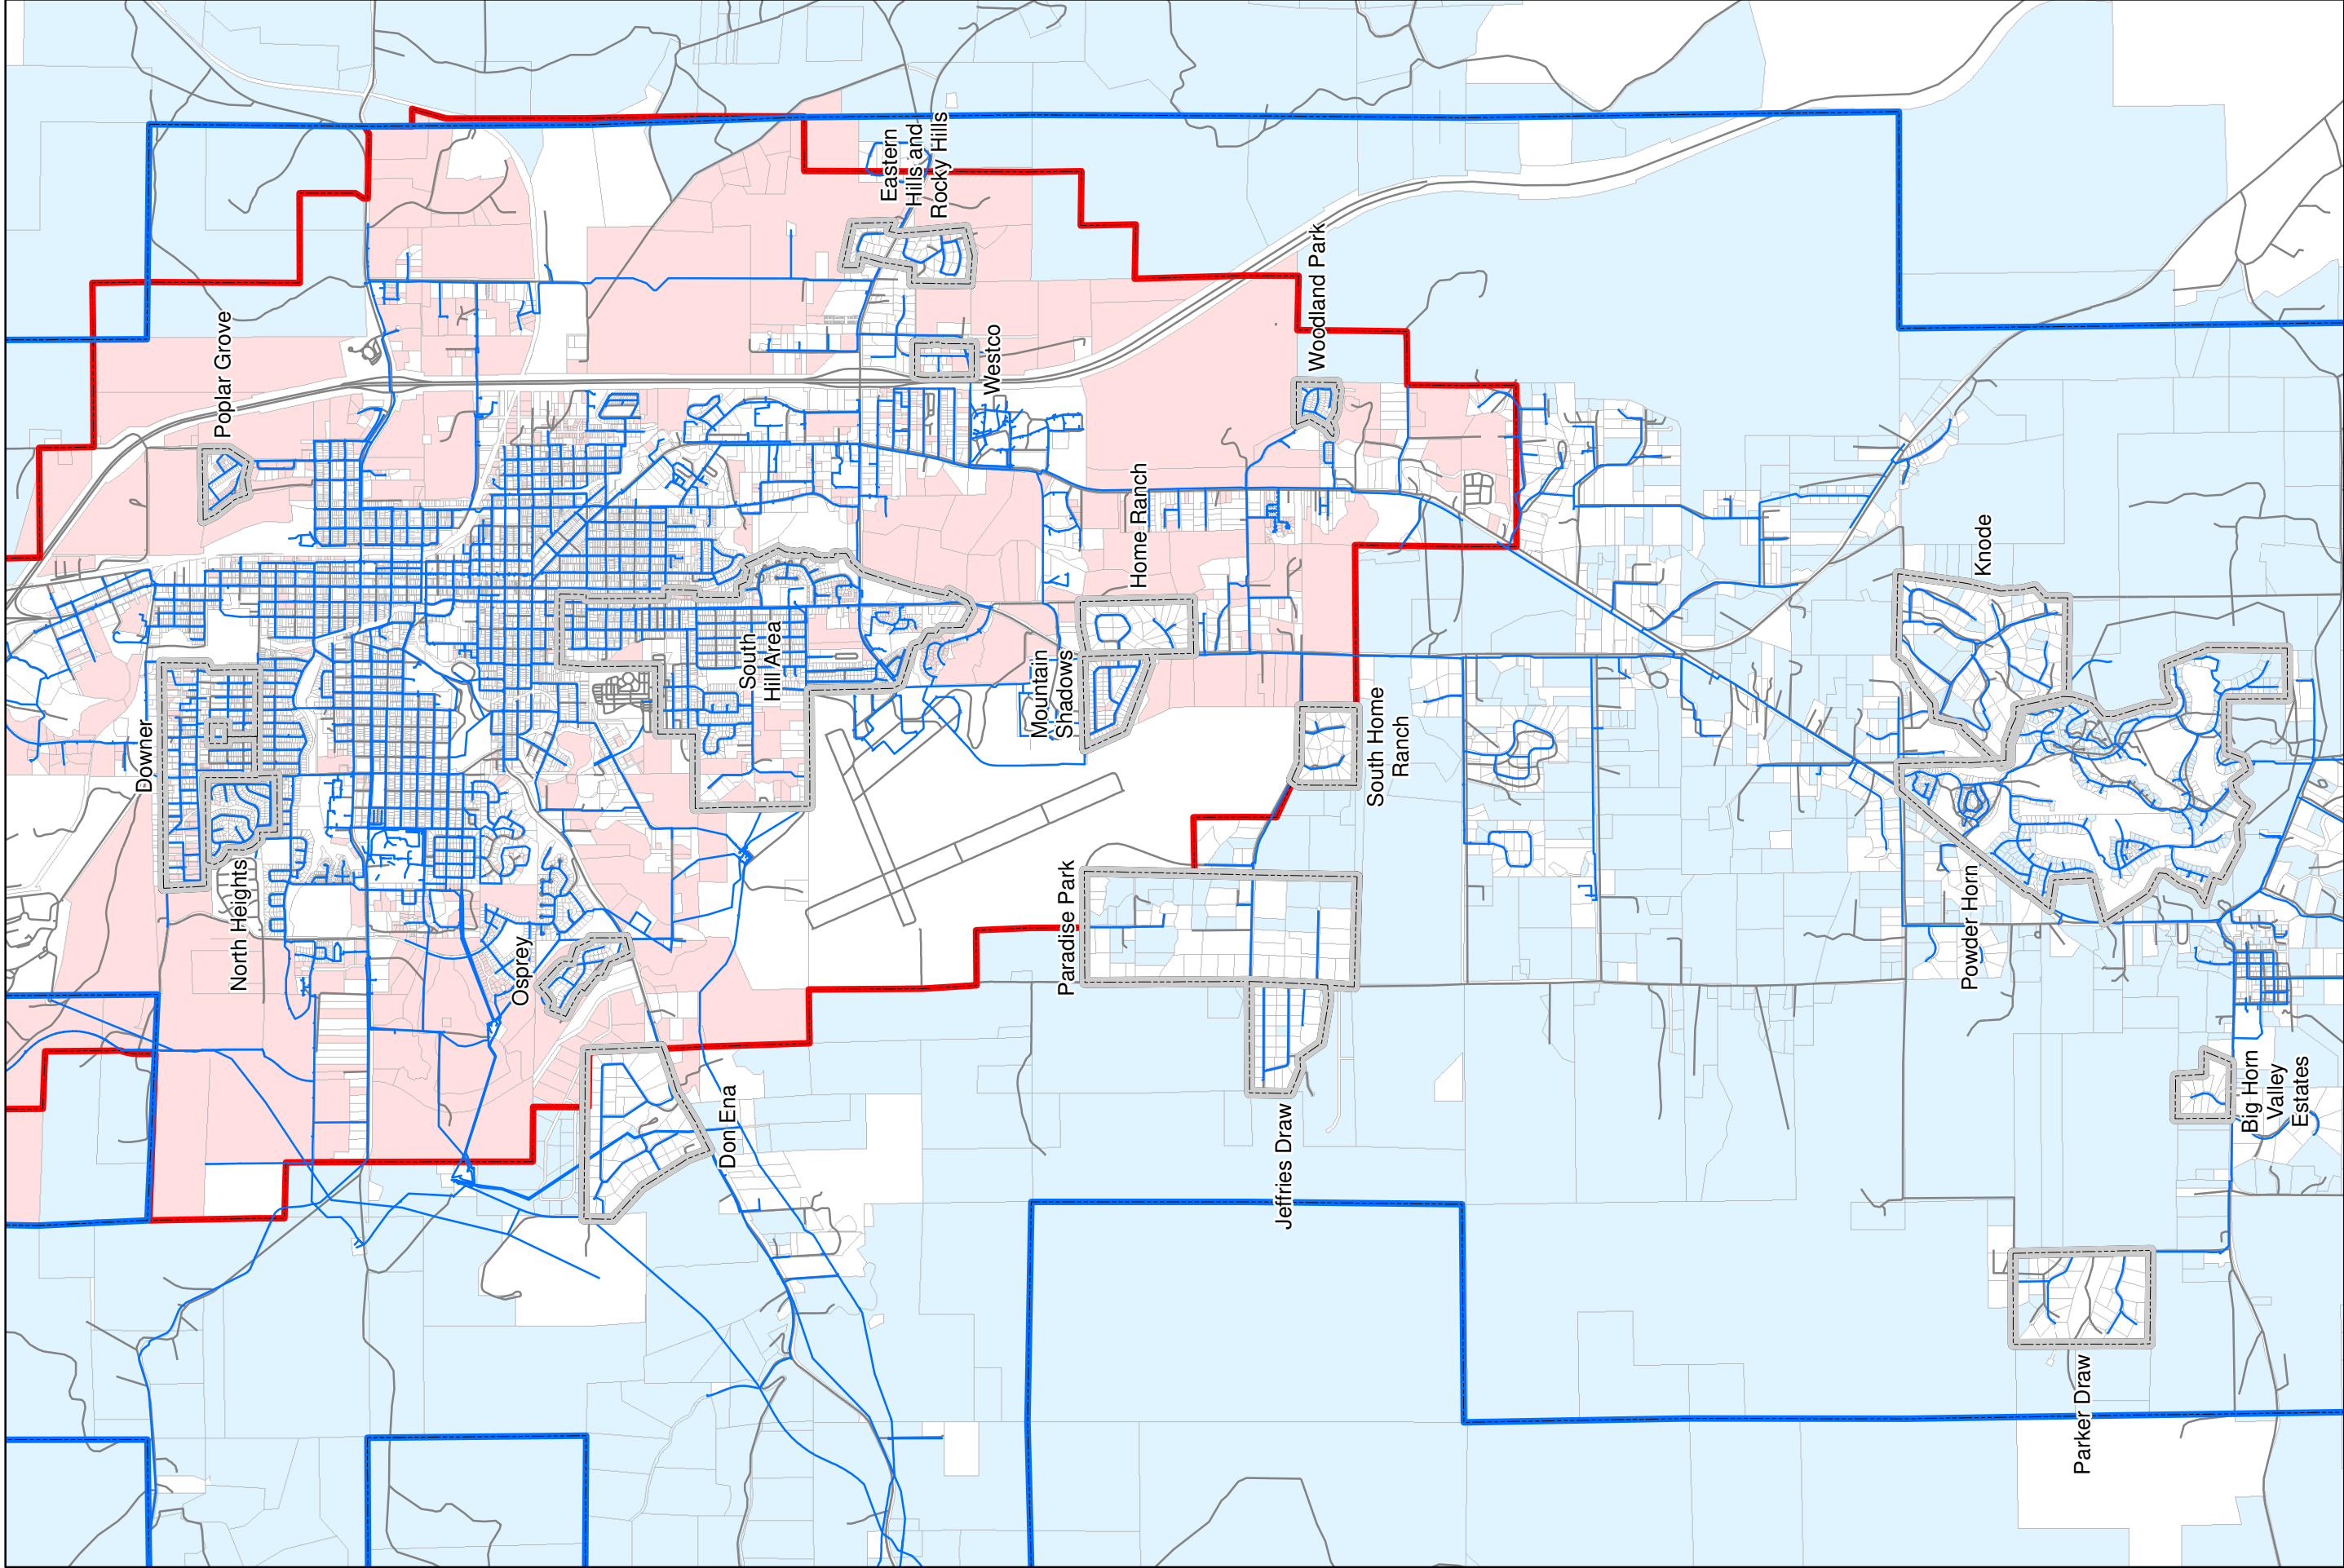 Downer
Poplar Grove
North Heights
Osprey
Don Ena
South
Hill Area
Eastern
Hills and
Rocky Hills
Westco
Mountain
Shadows
Paradise Park
Home Ranch
Jeffries Draw
Woodland Park
South Home
Ranch
Powder Horn
Knode
Parker Draw
Big Horn
Valley
Estates